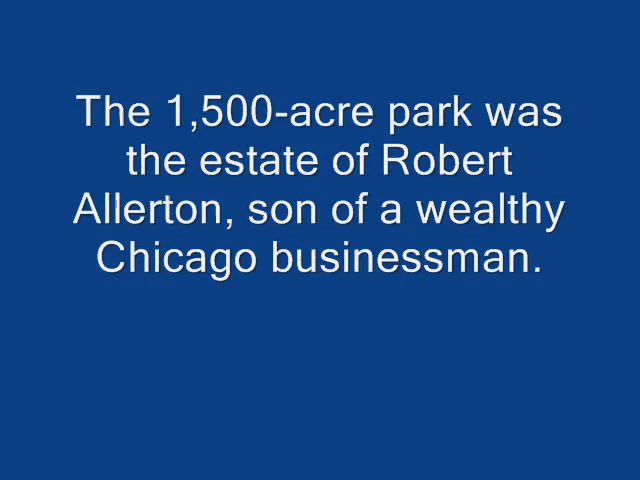 The 1,500-acre park was
the estate of Robert
Allerton, son of a wealthy
Chicago businessman.